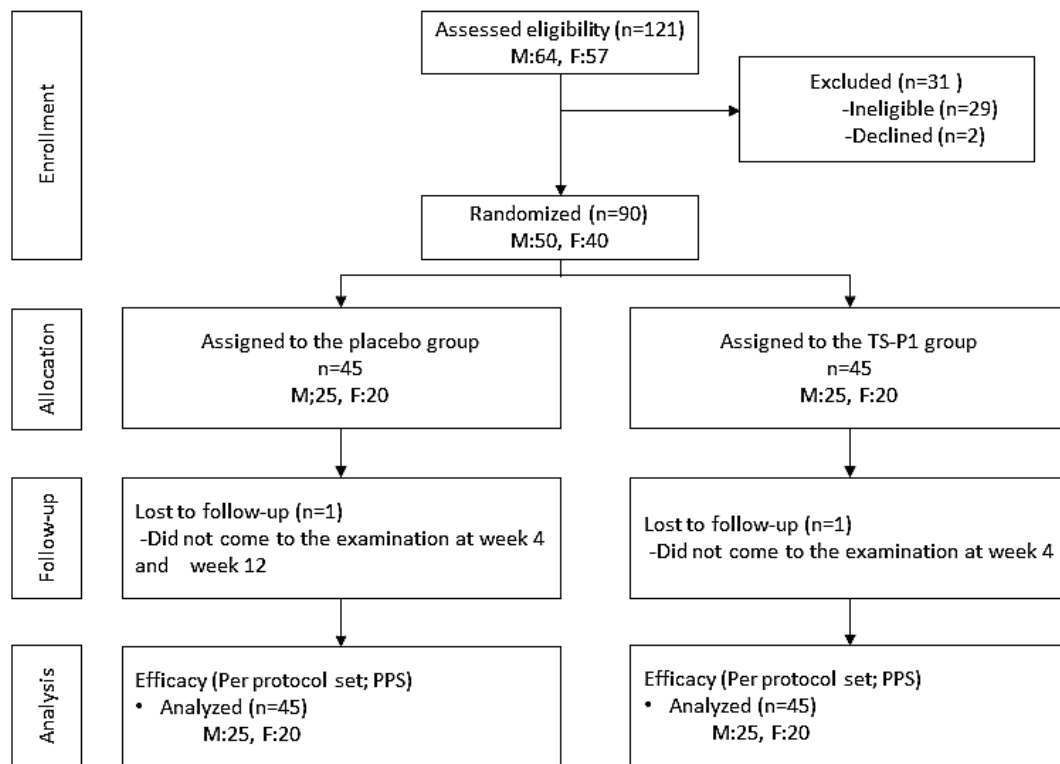 Enrollment
Assessed eligibility (n=121)
M:64, F:57
Excluded (n=31 )
-Ineligible (n=29)
-Declined (n=2)
Randomized (n=90)
M:50, F:40
Allocation
Assigned to the placebo group
n=45
M;25, F:20
Assigned to the TS-P1 group
n=45
M:25, F:20
Follow-up
Lost to follow-up (n=1)
-Did not come to the examination at week 4
and week 12
Lost to follow-up (n=1)
-Did not come to the examination at week 4
Analysis
Efficacy (Per protocol set; PPS)
• Analyzed (n=45)
M:25, F:20
Efficacy (Per protocol set; PPS)
• Analyzed (n=45)
M:25, F:20